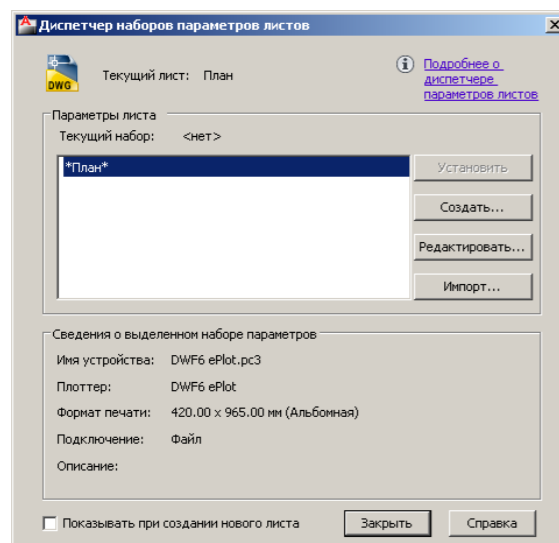 Диспетчер наборов параметров листов
DWG
Текущий лист: План
Подробнее о
диспетчере
параметров листов
Параметры листа
Текущий набор: <нет>
*План*
Установить
Создать...
Редактировать...
Импорт...
Сведения о выделенном наборе параметров
Имя устройства: DWF6 ePlot.pc3
Плоттер: DWF6 ePlot
Формат печати: 420.00 x 965.00 мм (Альбомная)
Подключение: Файл
Описание:
Показывать при создании нового листа
Закрыть
Справка